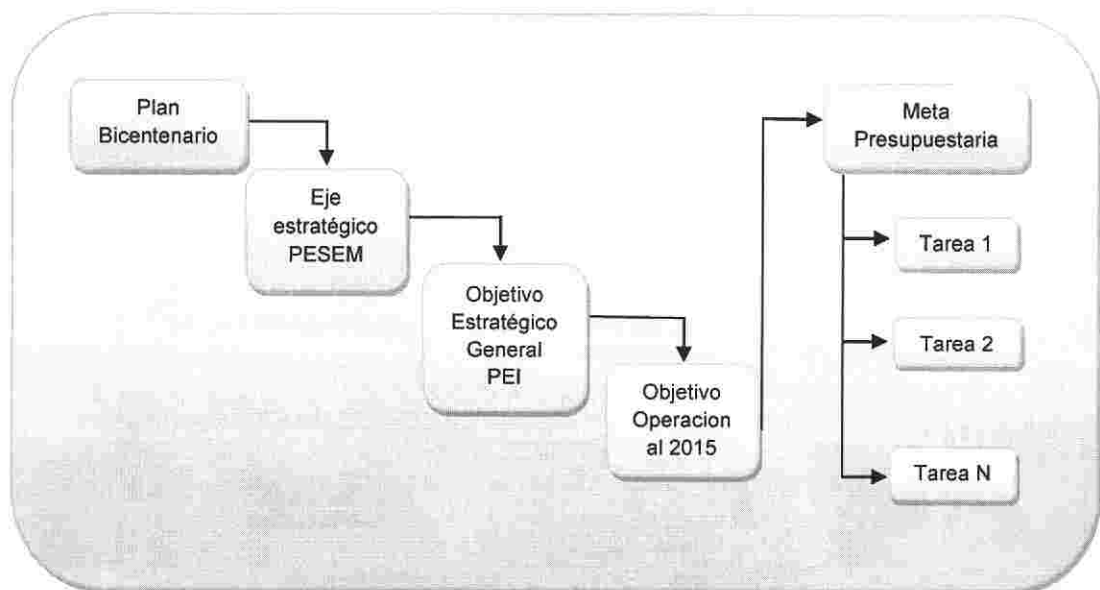 Plan
Bicentenario
Eje
estratégico
PESEM
Objetivo
Estratégico
General
PEI
Objetivo
Operacion
al 2015
Meta
Presupuestaria
Tarea 1
Tarea 2
Tarea N